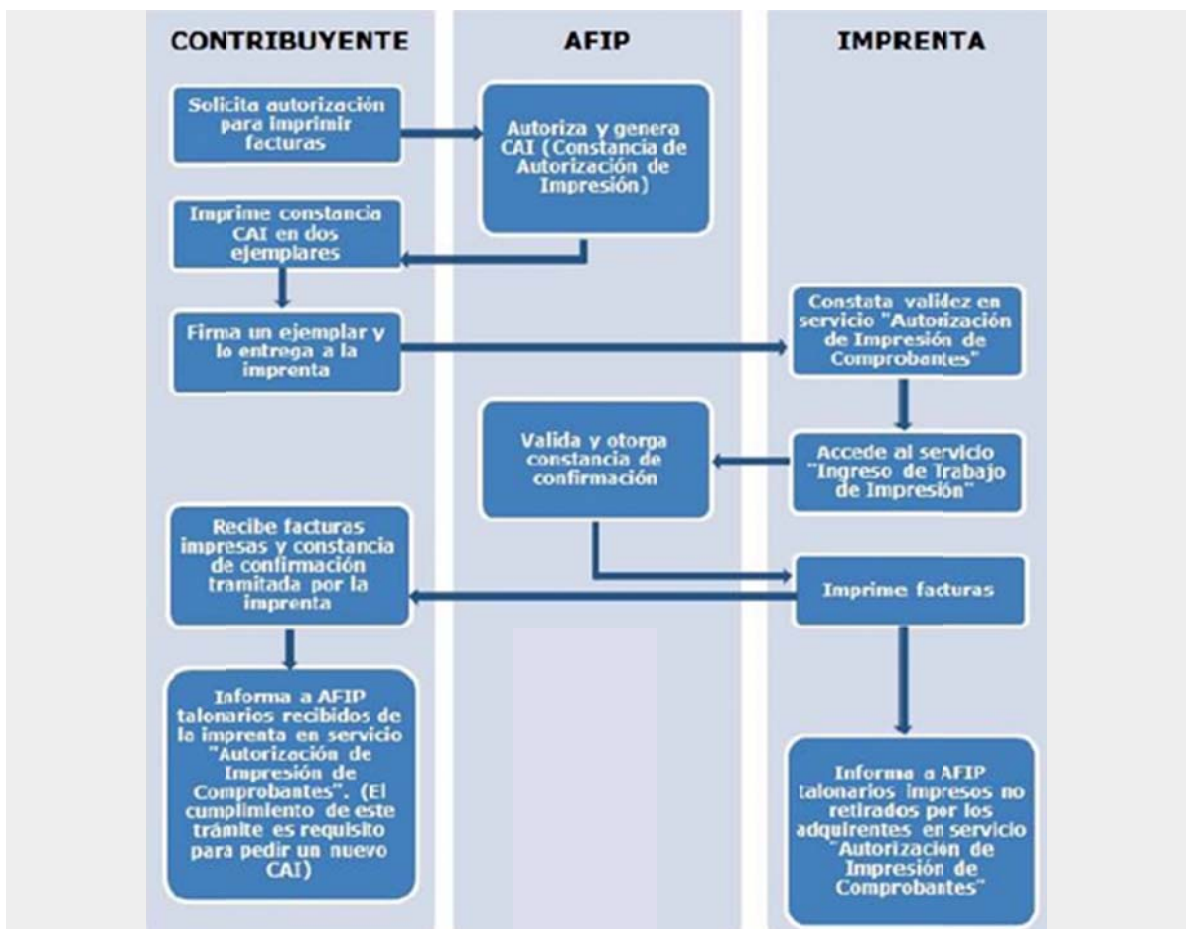 CONTRIBUYENTE
AFIP
IMPRENTA
Solicita autorización
para imprimir
facturas
Autoriza y genera
CAI (Constancia de
Autorización de
Impresión)
Imprime constancia
CAI en dos
ejemplares
Firma un ejemplar y
lo entrega a la
imprenta
Constata validez en
servicio "Autorización
de Impresión de
Comprobantes"
Accede al servicio
"Ingreso de Trabajo
de Impresión"
Valida y otorga
constancia de
confirmación
Imprime facturas
Recibe facturas
impresas y constancia
de confirmación
tramitada por la
imprenta
Informa a AFIP
talonarios recibidos de
la imprenta en servicio
"Autorización de
Impresión de
Comprobantes". (El
cumplimiento de este
trámite es requisito
para pedir un nuevo
CAI)
Informa a AFIP
talonarios impresos no
retirados por los
adquirentes en servicio
"Autorización de
Impresión de
Comprobantes"